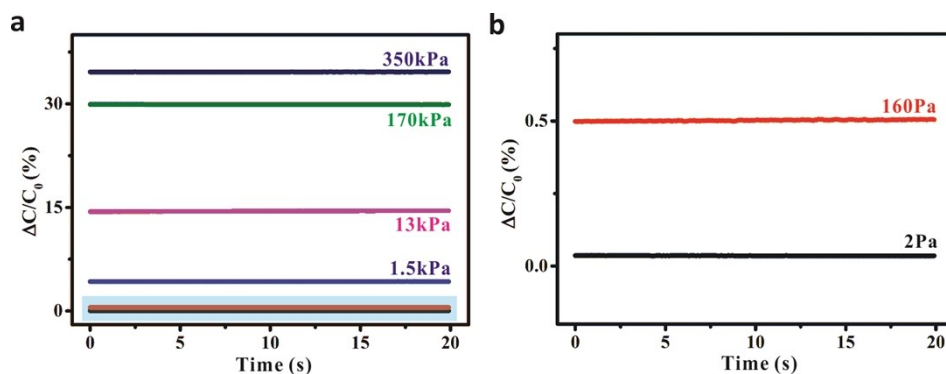 a
350kPa
170kPa
13kPa
1.5kPa
30
15
0
ΔC/C0 (%)
0 5 10 15 20
Time (s)
b
160Pa
2Pa
0.5
0.0
ΔC/C0 (%)
0 5 10 15 20
Time (s)